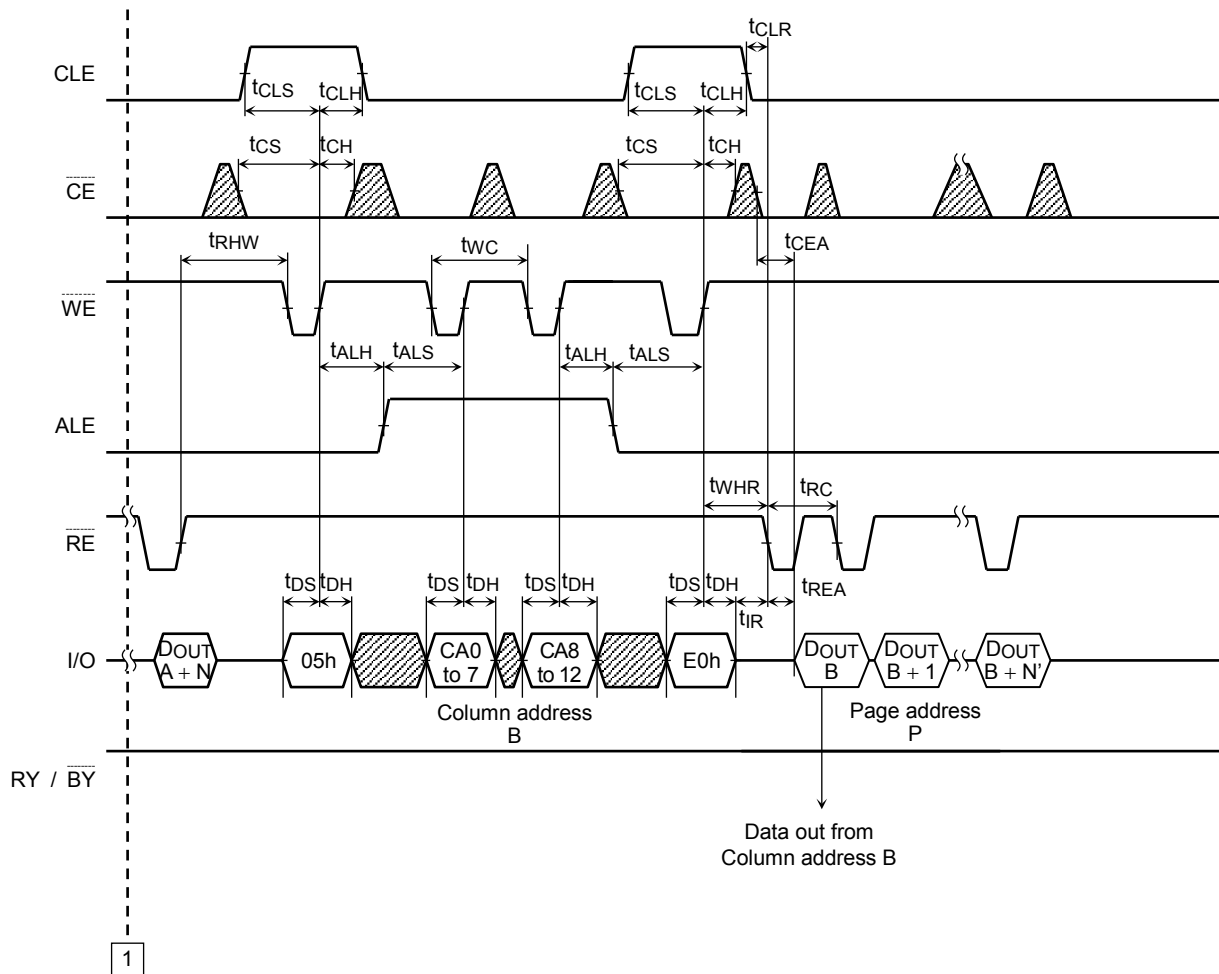 tCLR
CLE
tCLS tCLH tCLS tCLH
tCS tCH tCS tCH
CE
tCEA
tRHW tWC
WE
tALH tALS tALH tALS
ALE
tWHR tRC
RE
tDS tDH tDS tDH tDS tDH tDS tDH tREA
tIR
I/O
DOUT
A + N
05h
CA0
to 7
CA8
to 12
E0h
DOUT
B
DOUT
B + 1
DOUT
B + N’
Column address
B
Page address
P
RY / BY
Data out from
Column address B
1